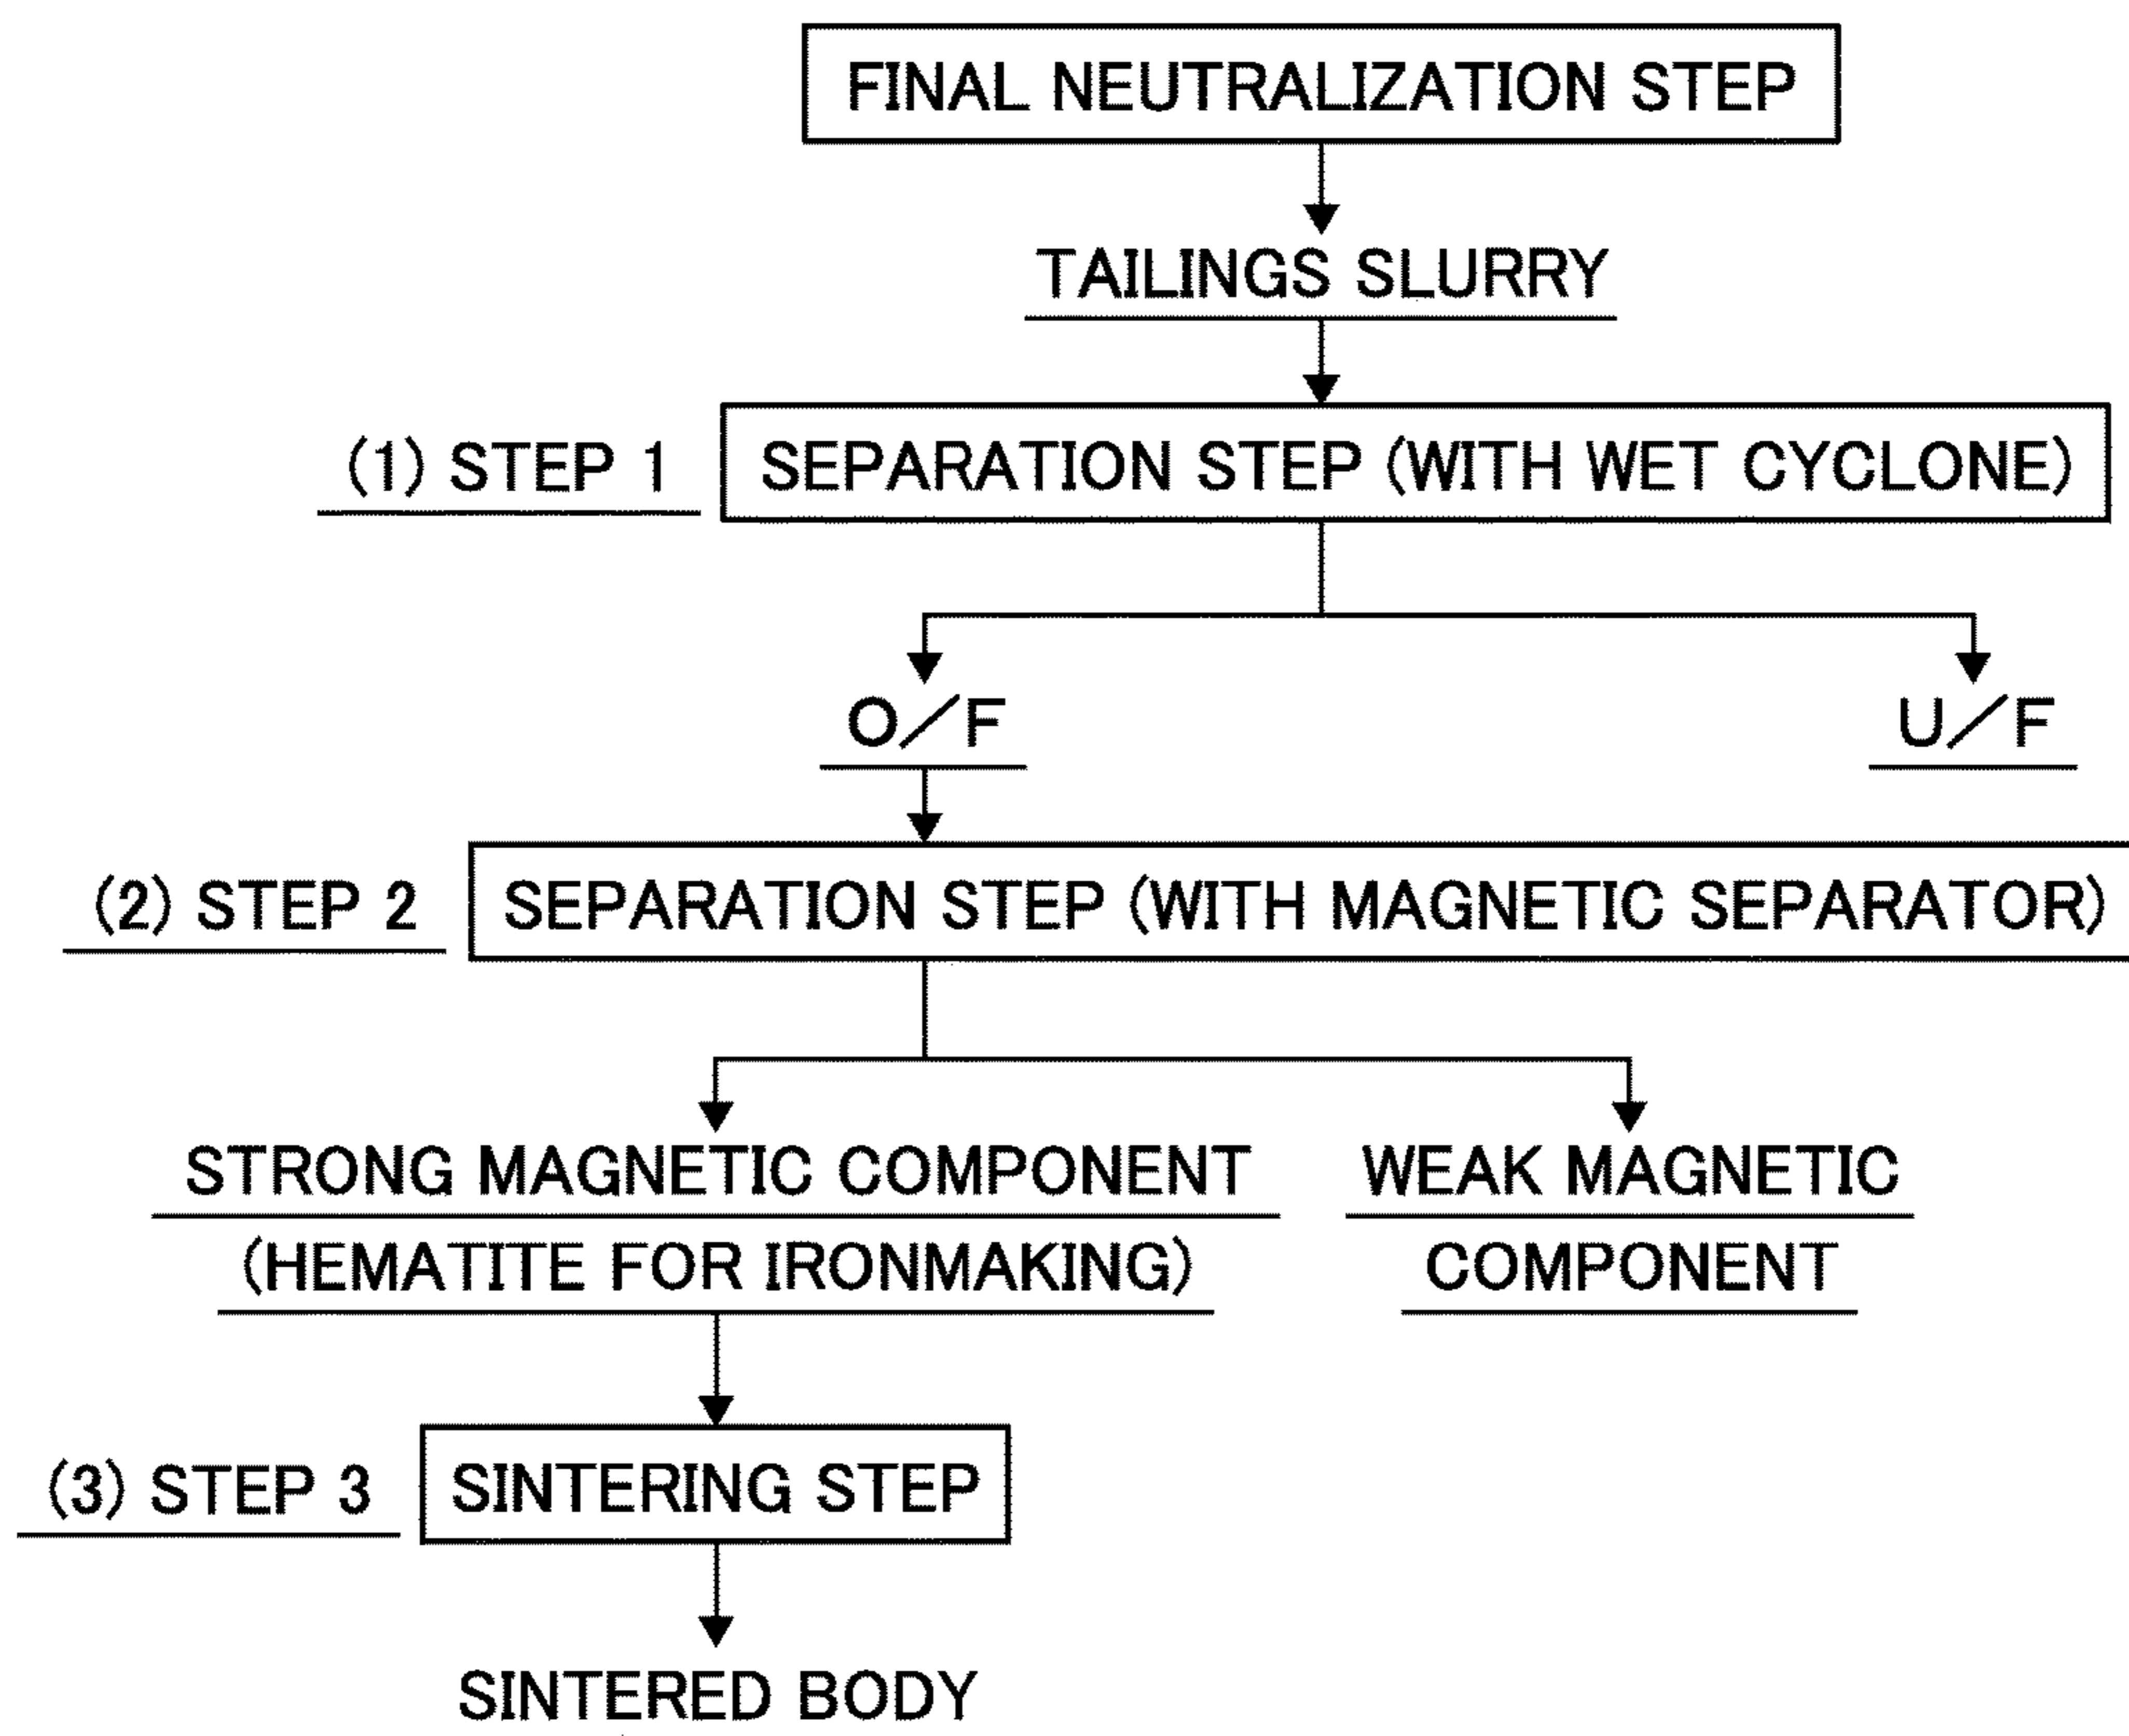 FINAL NEUTRALIZATION STEP
TAILINGS SLURRY
(1) STEP 1
SEPARATION STEP (WITH WET CYCLONE)
O/F
U/F
(2) STEP 2
SEPARATION STEP (WITH MAGNETIC SEPARATOR)
STRONG MAGNETIC COMPONENT
(HEMATITE FOR IRONMAKING)
WEAK MAGNETIC
COMPONENT
(3) STEP 3
SINTERING STEP
SINTERED BODY